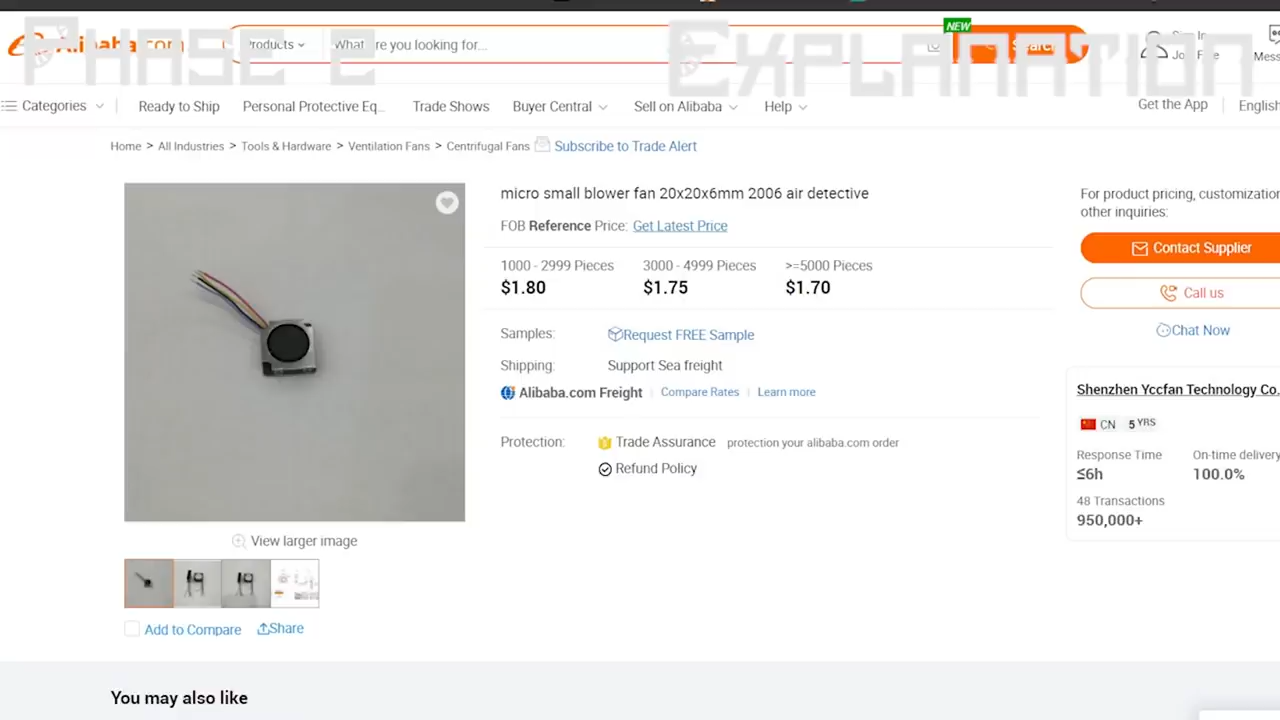 Phase 2 Explanation
Alibaba.com Products What are you looking for... NEW Search Sign In
Join Free
Categories Ready to Ship Personal Protective Eq... Trade Shows Buyer Central Sell on Alibaba Help Get the App English
Home > All Industries > Tools & Hardware > Ventilation Fans > Centrifugal Fans Subscribe to Trade Alert
micro small blower fan 20x20x6mm 2006 air detective
FOB Reference Price: Get Latest Price
1000 - 2999 Pieces 3000 - 4999 Pieces >=5000 Pieces
$1.80 $1.75 $1.70
Samples: Request FREE Sample
Shipping: Support Sea freight
Alibaba.com Freight Compare Rates Learn more
Protection: Trade Assurance protection your alibaba.com order
Refund Policy
For product pricing, customization
other inquiries:
Contact Supplier
Call us
Chat Now
Shenzhen Yccfan Technology Co.
CN 5 YRS
Response Time On-time delivery
≤6h 100.0%
48 Transactions
950,000+
View larger image
Add to Compare Share
You may also like